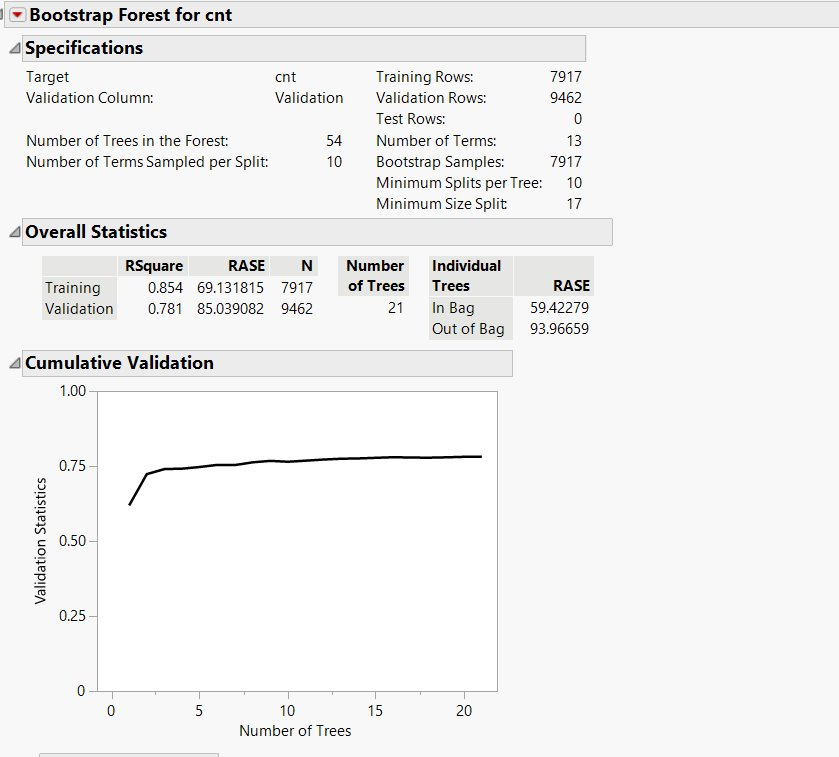 Bootstrap Forest for cnt
Specifications
Target cnt Training Rows: 7917
Validation Column: Validation Validation Rows: 9462
Test Rows: 0
Number of Trees in the Forest: 54 Number of Terms: 13
Number of Terms Sampled per Split: 10 Bootstrap Samples: 7917
Minimum Splits per Tree: 10
Minimum Size Split: 17
Overall Statistics
RSquare RASE N
Training 0.854 69.131815 7917
Validation 0.781 85.039082 9462
Number
of Trees
21
Individual
Trees RASE
In Bag 59.42279
Out of Bag 93.96659
Cumulative Validation
1.00
0.75
0.50
0.25
0
Validation Statistics
0 5 10 15 20
Number of Trees